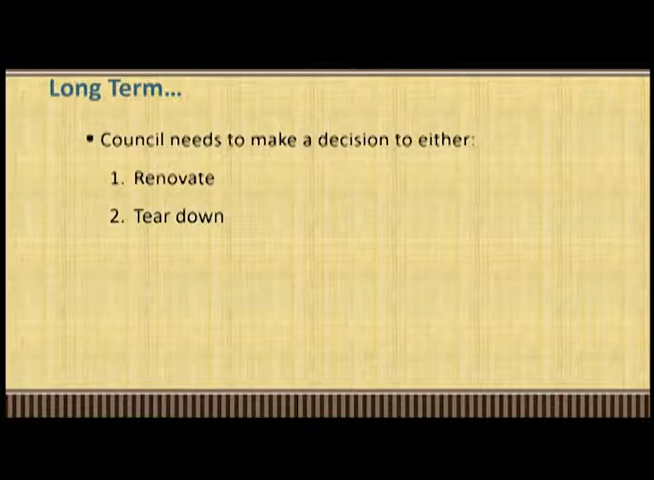 Long Term...
▪ Council needs to make a decision to either:
1. Renovate
2. Tear down